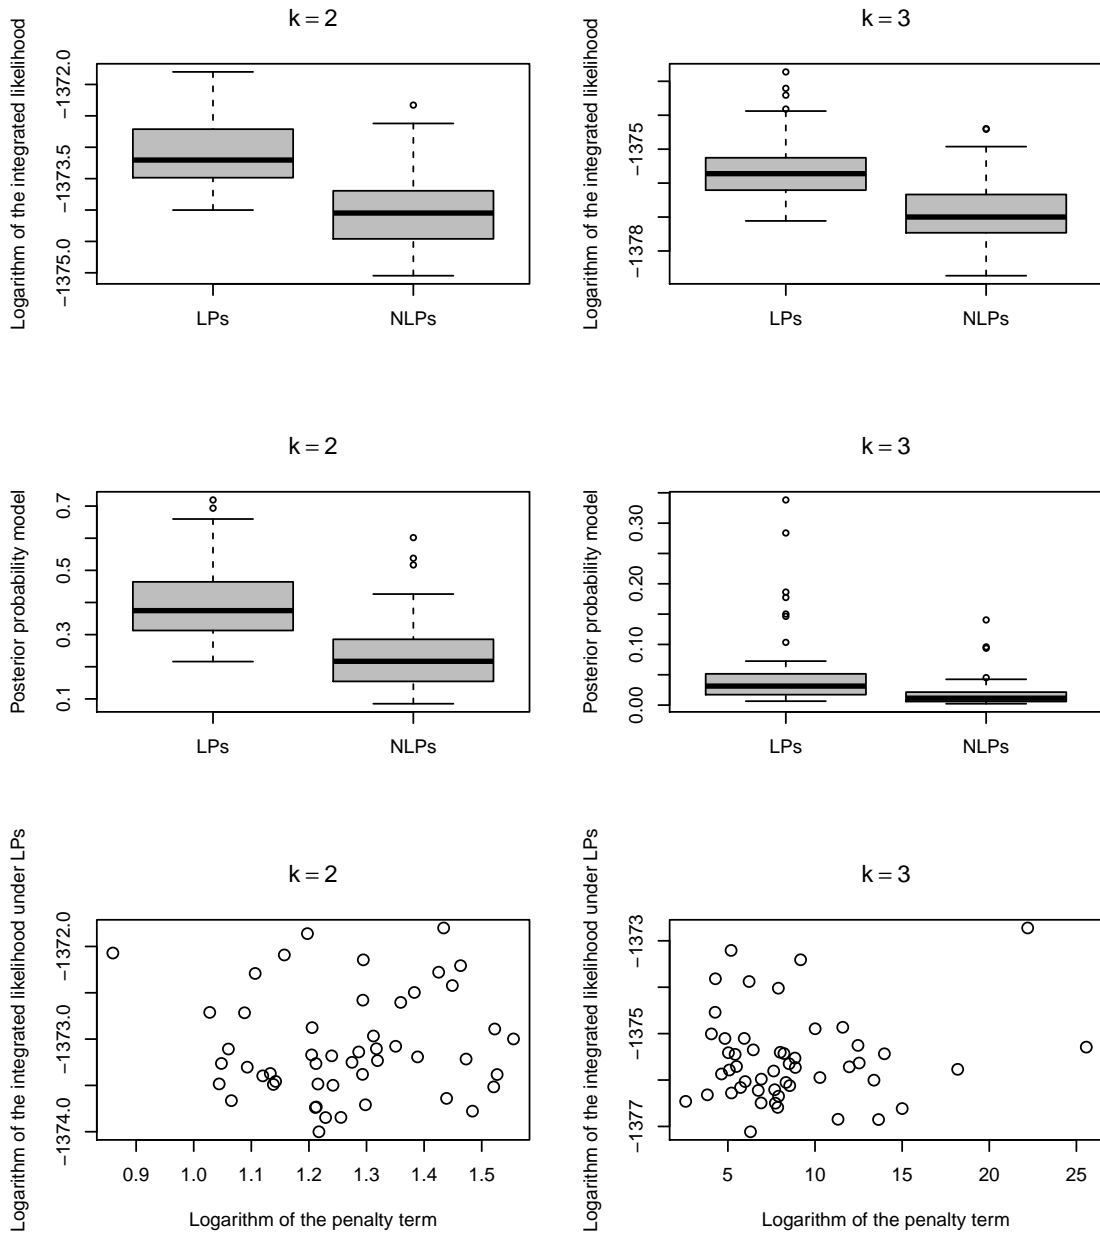 k = 2
Logarithm of the integrated likelihood
−1372.0
−1373.5
−1375.0
LPs
NLPs
k = 3
Logarithm of the integrated likelihood
−1375
−1378
LPs
NLPs
k = 2
Posterior probability model
0.7
0.5
0.3
0.1
LPs
NLPs
k = 3
Posterior probability model
0.30
0.20
0.10
0.00
LPs
NLPs
k = 2
Logarithm of the integrated likelihood under LPs
−1372.0
−1373.0
−1374.0
0.9 1.0 1.1 1.2 1.3 1.4 1.5
Logarithm of the penalty term
k = 3
Logarithm of the integrated likelihood under LPs
−1373
−1375
−1377
5 10 15 20 25
Logarithm of the penalty term